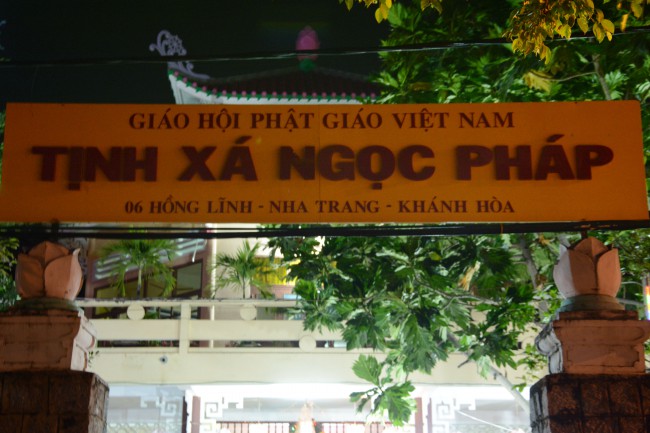 GIÁO HỘI PHẬT GIÁO VIỆT NAM
TỊNH XÁ NGỌC PHÁP
06 HỒNG LĨNH - NHA TRANG - KHÁNH HÒA